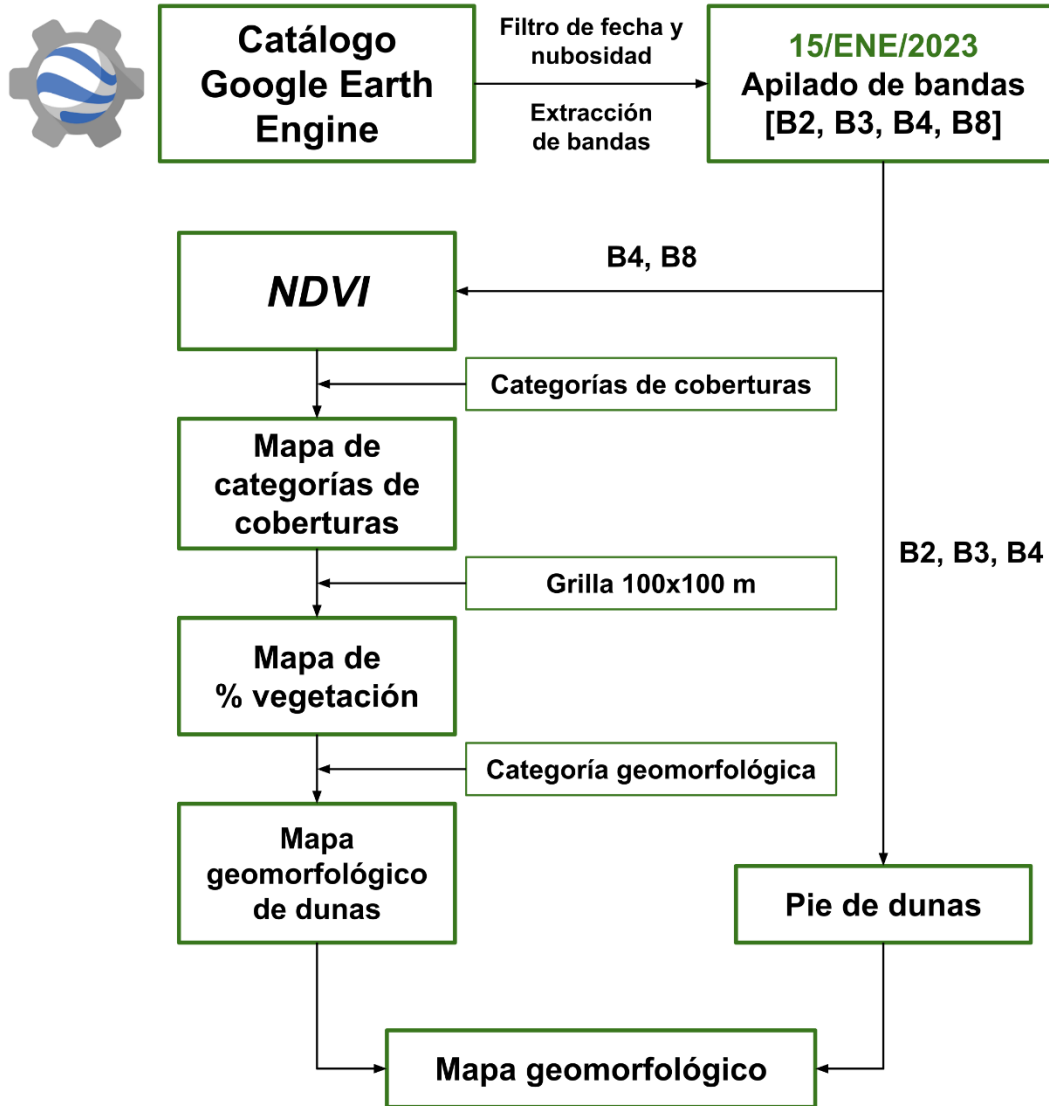 Catálogo
Google Earth
Engine
Filtro de fecha y
nubosidad
Extracción
de bandas
15/ENE/2023
Apilado de bandas
[B2, B3, B4, B8]
B4, B8
NDVI
Categorías de coberturas
Mapa de
categorías de
coberturas
B2, B3, B4
Grilla 100x100 m
Mapa de
% vegetación
Categoría geomorfológica
Mapa
geomorfológico
de dunas
Pie de dunas
Mapa geomorfológico